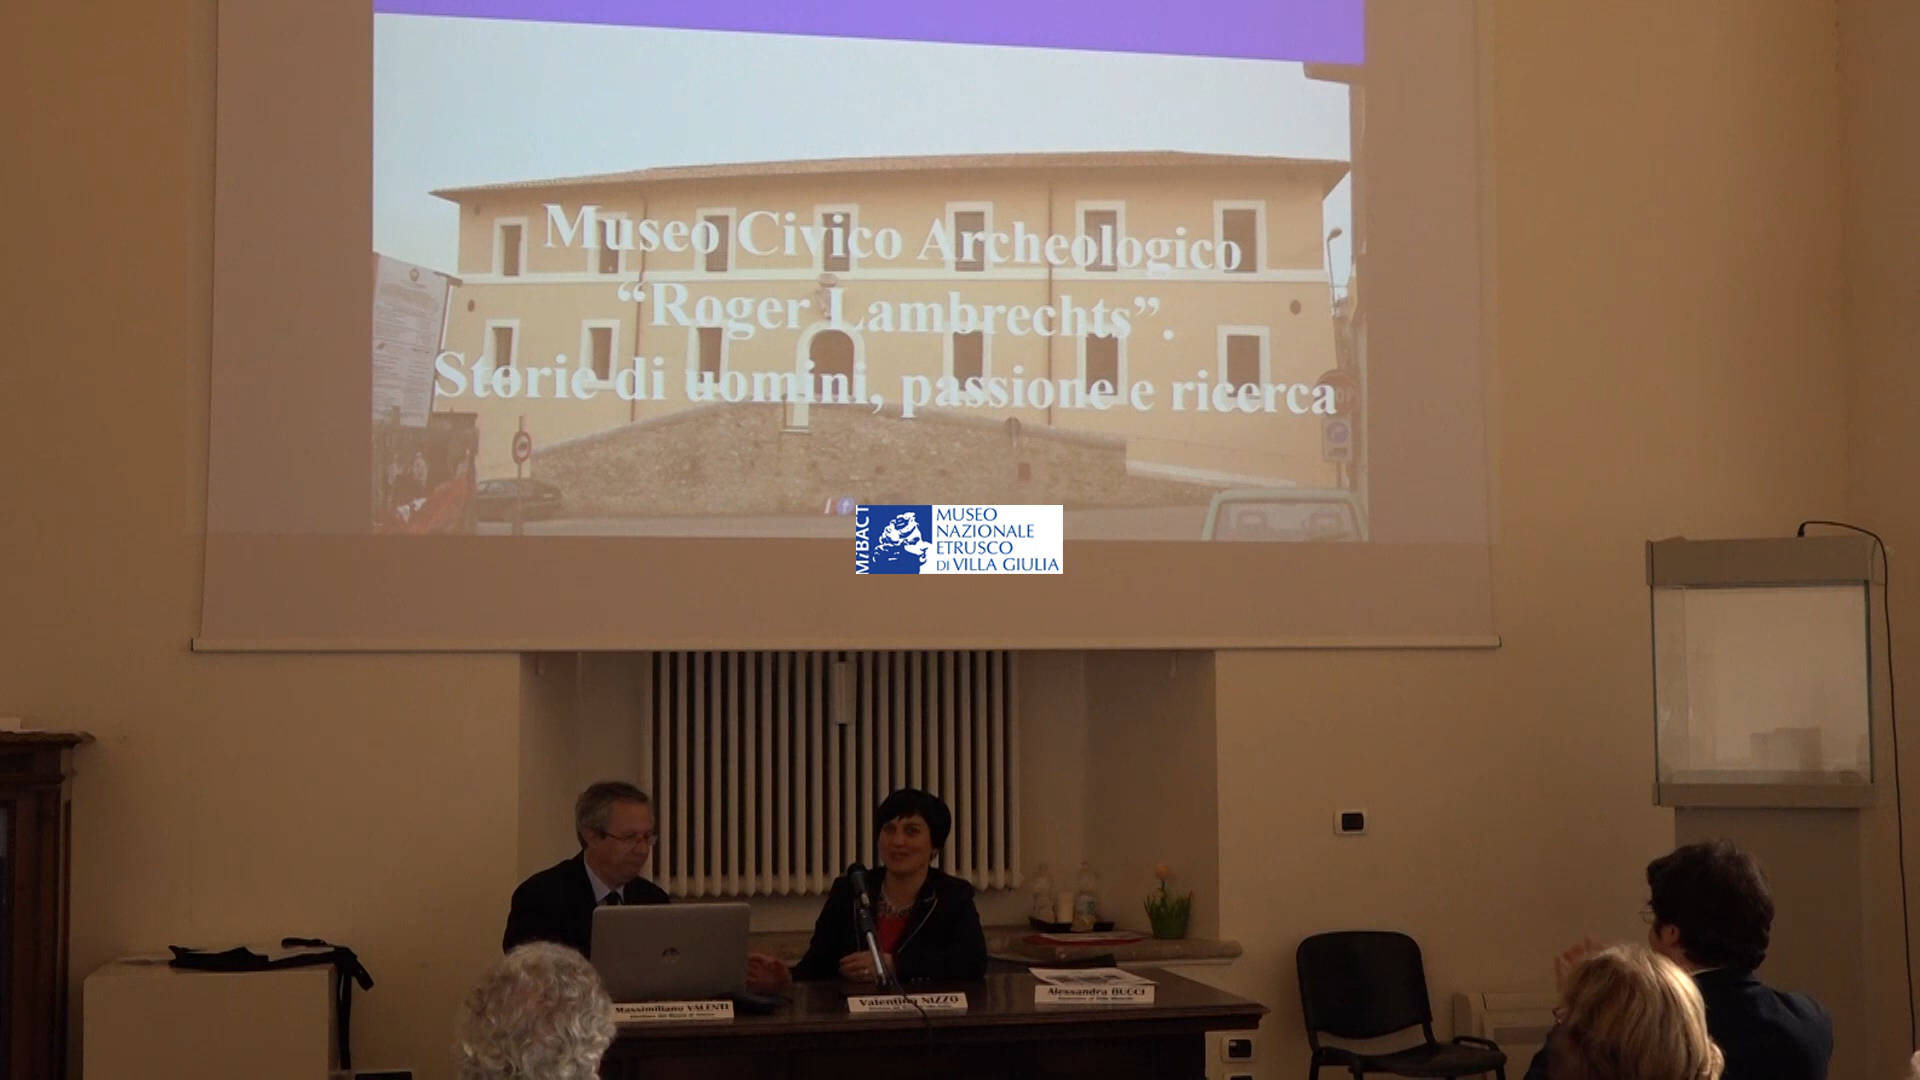 Museo Civico Archeologico
“Roger Lambrechts”.
Storie di uomini, passione e ricerca
MiBACT
MUSEO
NAZIONALE
ETRUSCO
DI VILLA GIULIA
Massimiliano VALENTI
Valentino NIZZO
Alessandra BUCCI